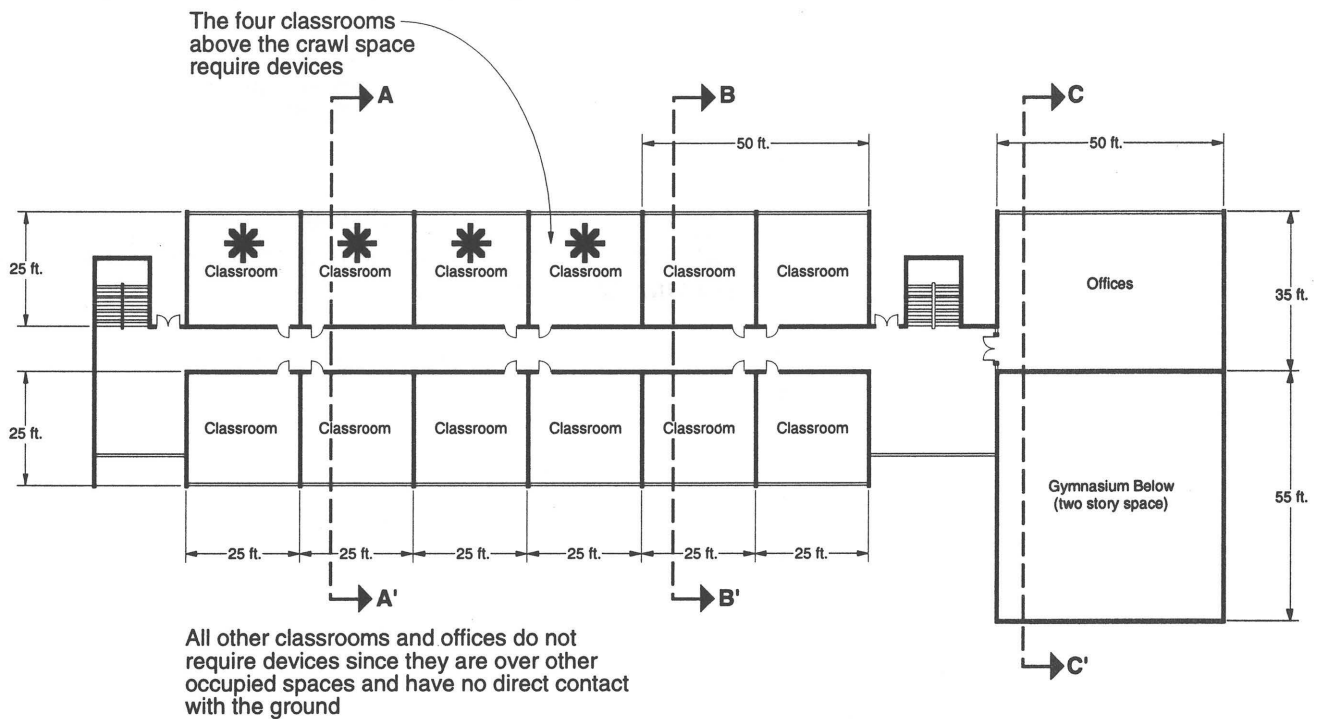 The four classrooms
above the crawl space
require devices
A
B
C
50 ft.
50 ft.
25 ft.
Classroom
Classroom
Classroom
Classroom
Classroom
Classroom
Offices
35 ft.
25 ft.
Classroom
Classroom
Classroom
Classroom
Classroom
Classroom
Gymnasium Below
(two story space)
55 ft.
25 ft.
25 ft.
25 ft.
25 ft.
25 ft.
25 ft.
A'
B'
C'
All other classrooms and offices do not
require devices since they are over other
occupied spaces and have no direct contact
with the ground